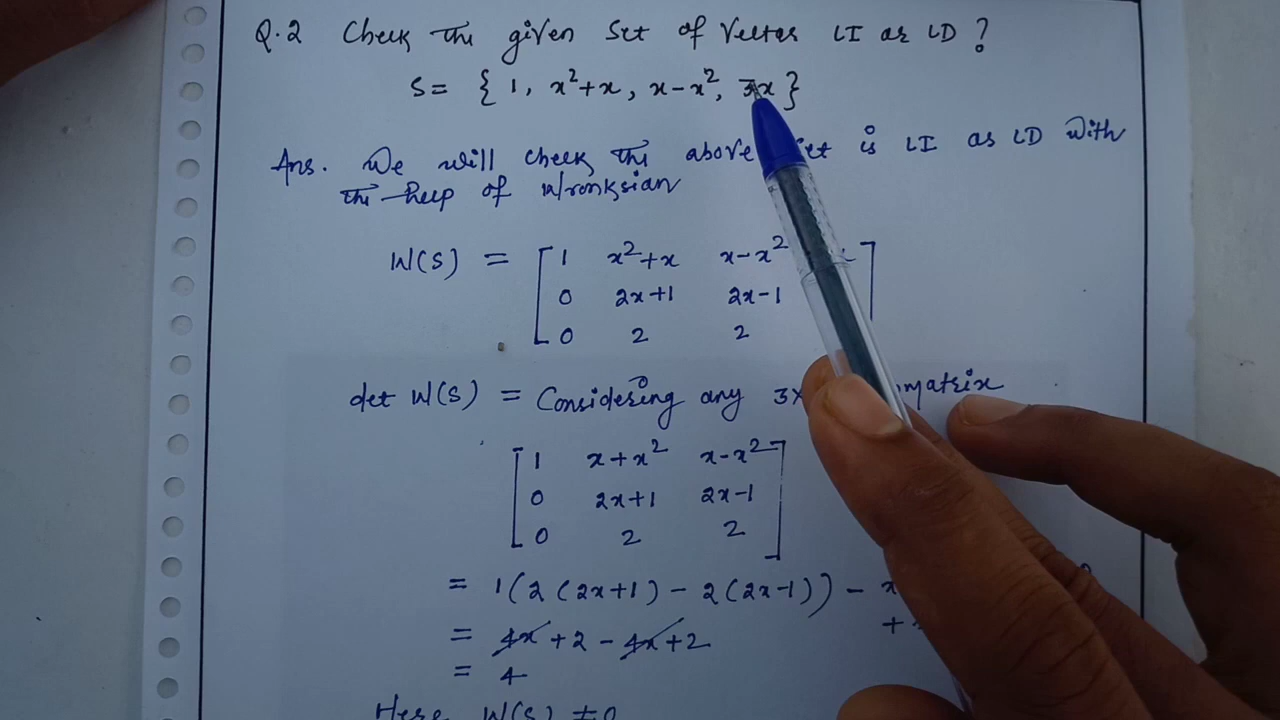 Q.2 Check the given Set of Vector LI or LD ?
S = { 1, x²+x, x-x², 3x }
Ans. We will check the above Set is LI as LD with
the help of Wronksian
W(S) = [ 1 x²+x x-x²
0 2x+1 2x-1
0 2 2 ]
det W(S) = Considering any 3x matrix
[ 1 x+x² x-x²
0 2x+1 2x-1
0 2 2 ]
= 1(2(2x+1) - 2(2x-1)) - x
+
= 4x + 2 - 4x + 2
= 4
Here W(S) ≠ 0